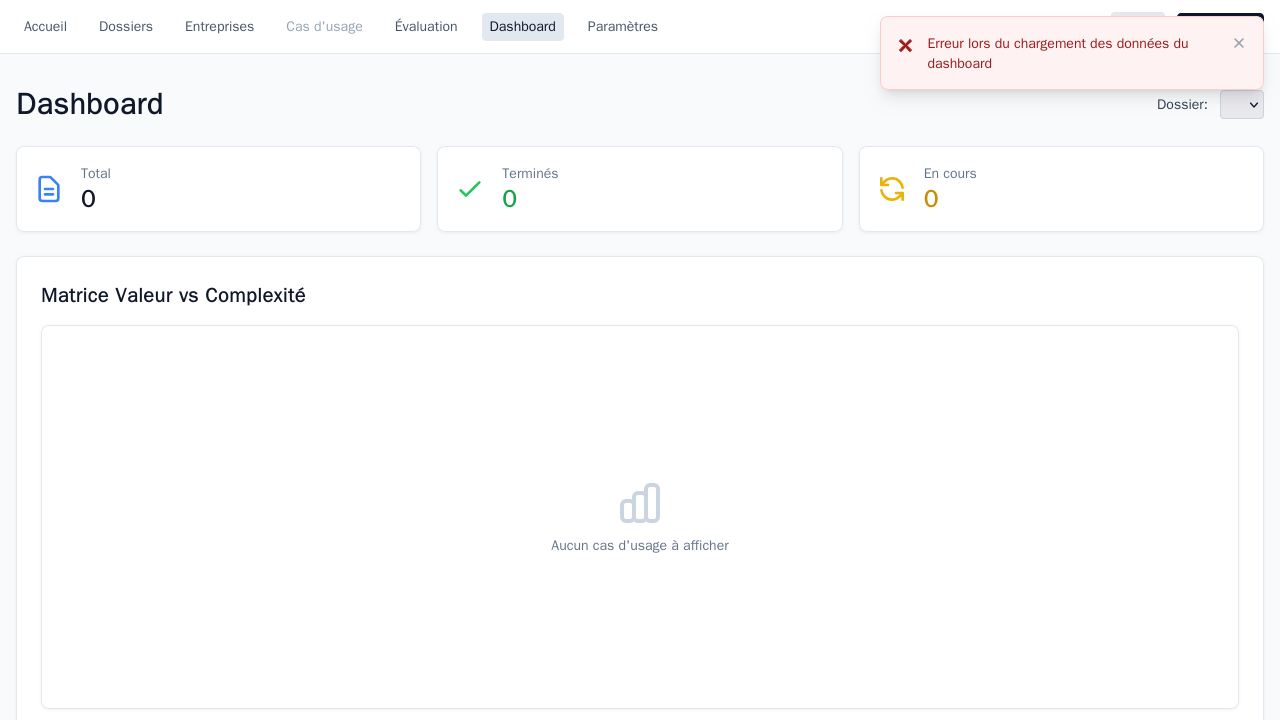 Accueil
Dossiers
Entreprises
Cas d'usage
Évaluation
Dashboard
Paramètres
Erreur lors du chargement des données du
dashboard
Dashboard
Dossier:
Total
0
Terminés
0
En cours
0
Matrice Valeur vs Complexité
Aucun cas d'usage à afficher